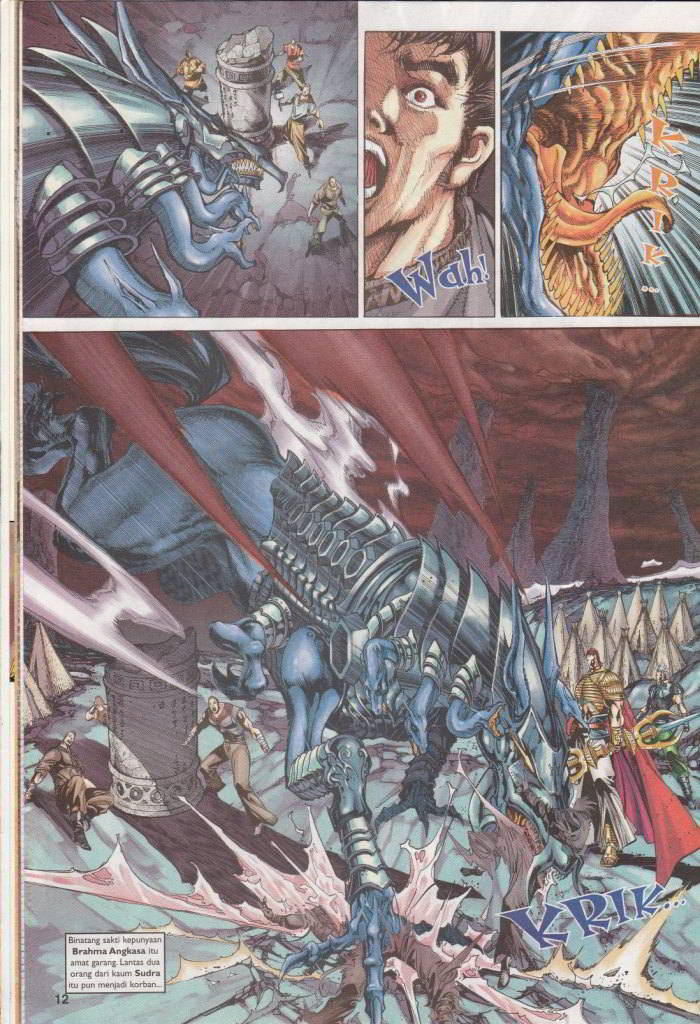 KRIK...
Wah!
KRIK...
Binatang sakti kepunyaan
Brahma Angkasa itu
amat garang. Lantas dua
orang dari kaum Sudra
itu pun menjadi korban...
12